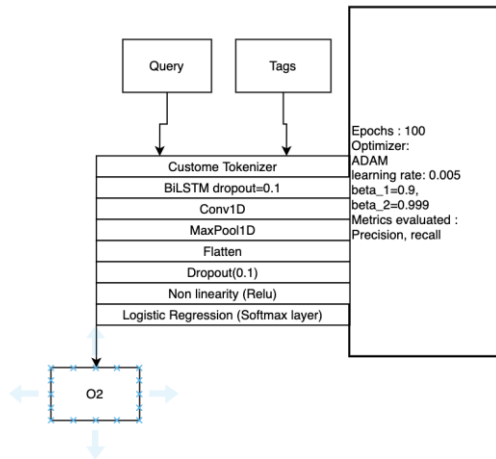 Query
Tags
Custome Tokenizer
BiLSTM dropout=0.1
Conv1D
MaxPool1D
Flatten
Dropout(0.1)
Non linearity (Relu)
Logistic Regression (Softmax layer)
O2
Epochs : 100
Optimizer:
ADAM
learning rate: 0.005
beta_1=0.9,
beta_2=0.999
Metrics evaluated :
Precision, recall